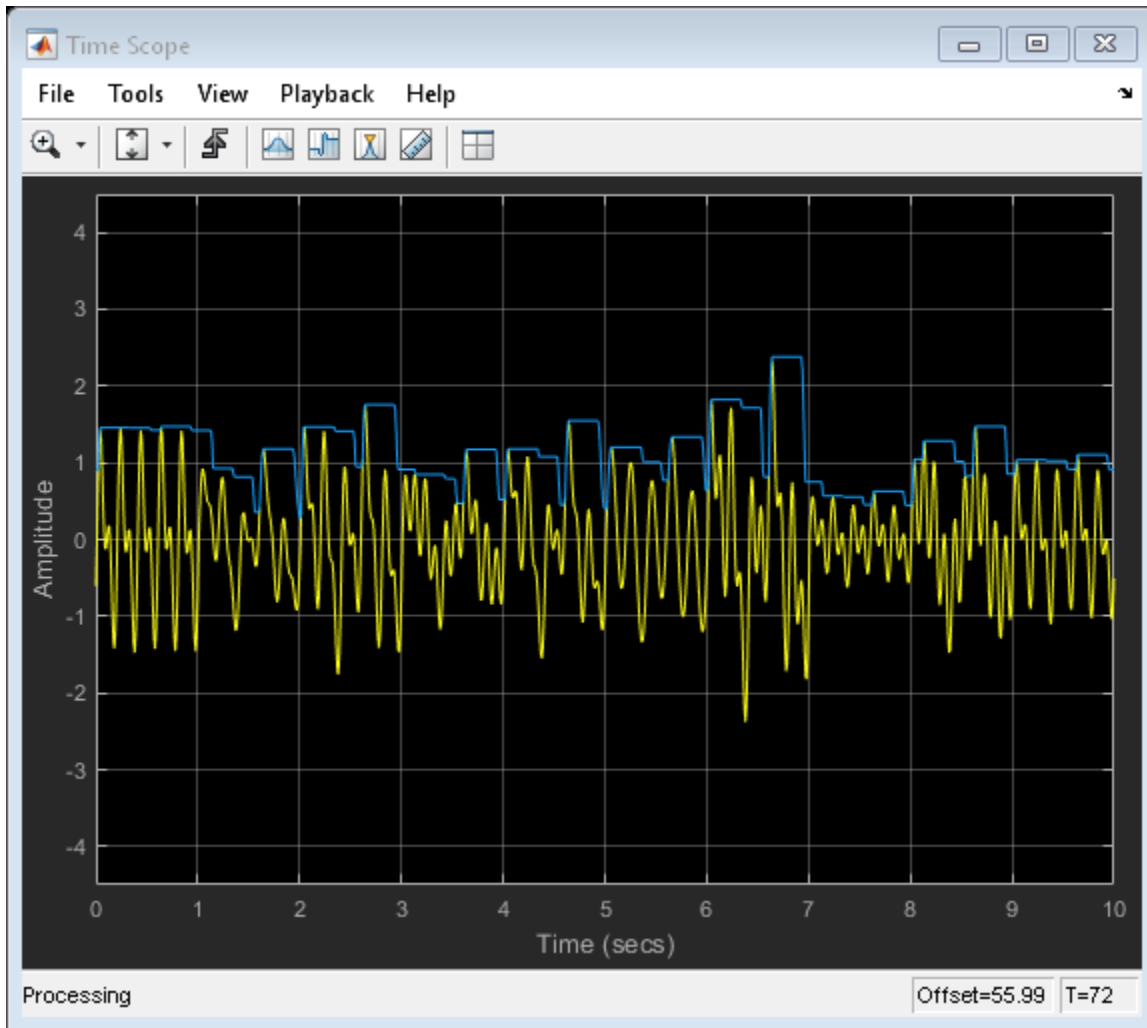 Time Scope
File Tools View Playback Help
4
3
2
1
0
-1
-2
-3
-4
Amplitude
0 1 2 3 4 5 6 7 8 9 10
Time (secs)
Processing Offset=55.99 T=72